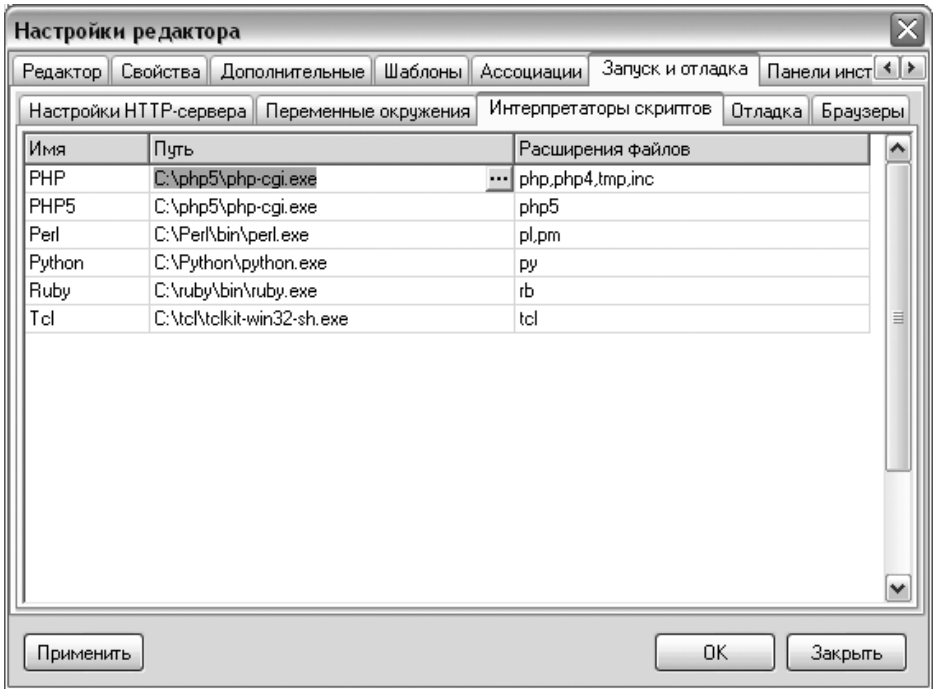 Настройки редактора
Редактор Свойства Дополнительные Шаблоны Ассоциации Запуск и отладка Панели инст
Настройки HTTP-сервера Переменные окружения Интерпретаторы скриптов Отладка Браузеры
Имя Путь Расширения файлов
PHP C:\php5\php-cgi.exe ... php,php4,tmp,inc
PHP5 C:\php5\php-cgi.exe php5
Perl C:\Perl\bin\perl.exe pl,pm
Python C:\Python\python.exe py
Ruby C:\ruby\bin\ruby.exe rb
Tcl C:\tcl\tclkit-win32-sh.exe tcl
Применить OK Закрыть